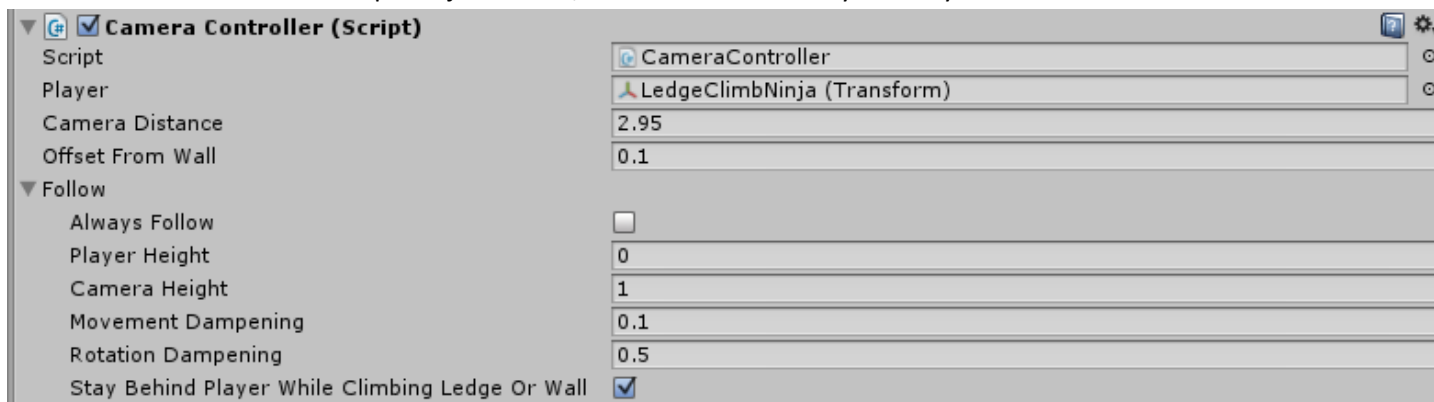 Camera Controller (Script)
Script CameraController
Player LedgeClimbNinja (Transform)
Camera Distance 2.95
Offset From Wall 0.1
Follow
Always Follow
Player Height 0
Camera Height 1
Movement Dampening 0.1
Rotation Dampening 0.5
Stay Behind Player While Climbing Ledge Or Wall